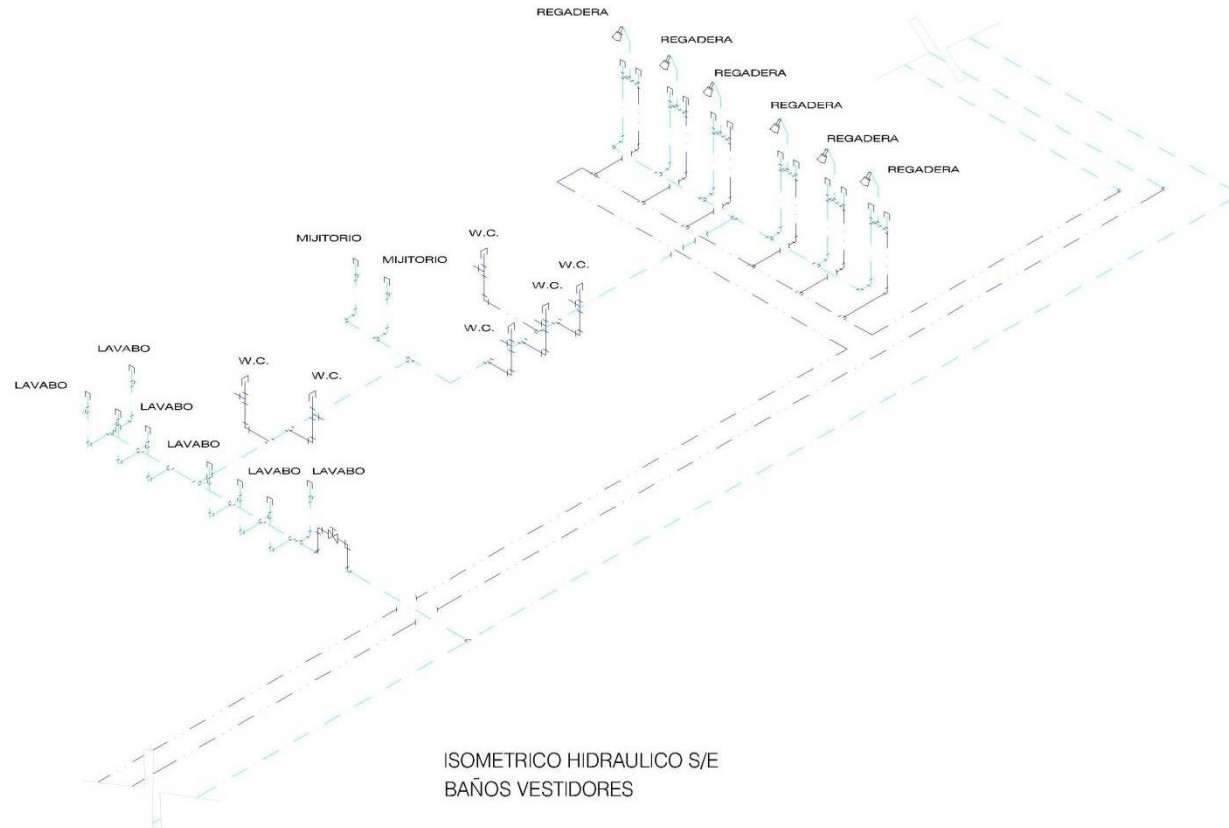 REGADERA
REGADERA
REGADERA
REGADERA
REGADERA
REGADERA
MIJITORIO
MIJITORIO
W.C.
W.C.
W.C.
W.C.
W.C.
LAVABO
LAVABO
LAVABO
LAVABO
LAVABO
LAVABO
ISOMETRICO HIDRAULICO S/E
BAÑOS VESTIDORES